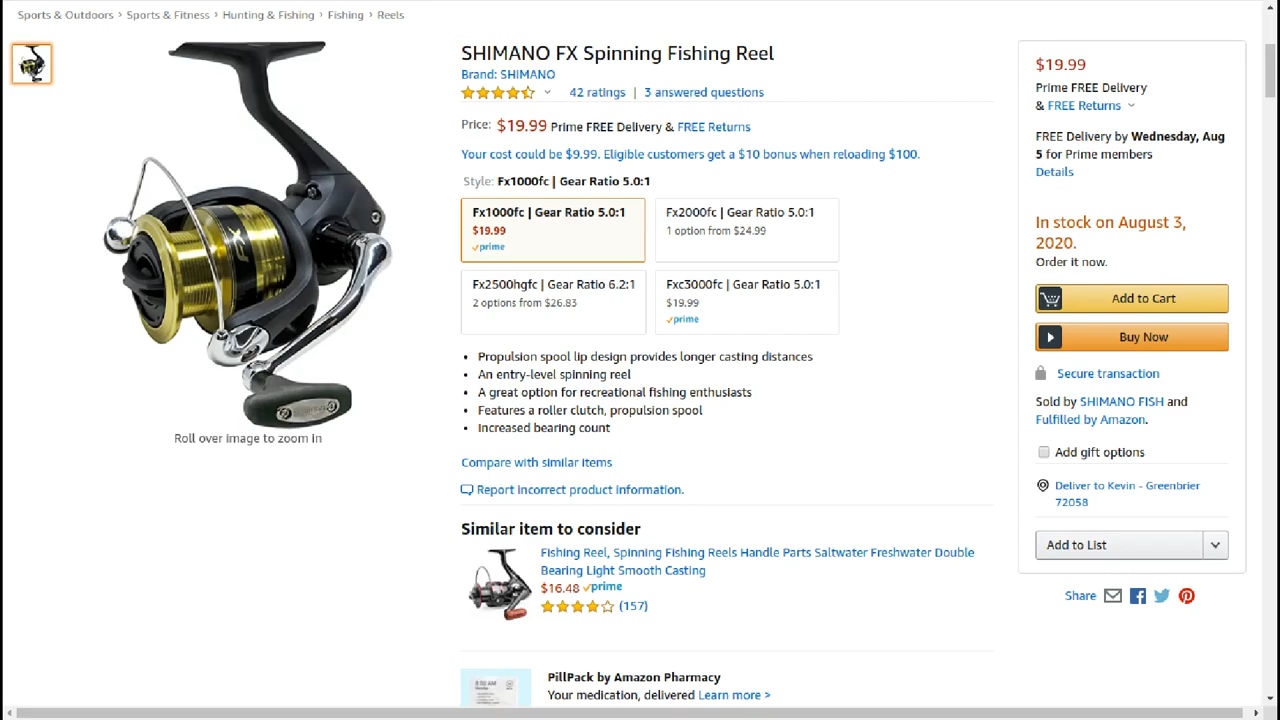 Sports & Outdoors › Sports & Fitness › Hunting & Fishing › Fishing › Reels
FX
SHIMANO FX Spinning Fishing Reel
Brand: SHIMANO
42 ratings | 3 answered questions
Price: $19.99 Prime FREE Delivery & FREE Returns
Your cost could be $9.99. Eligible customers get a $10 bonus when reloading $100.
Style: Fx1000fc | Gear Ratio 5.0:1
Fx1000fc | Gear Ratio 5.0:1
$19.99
prime
Fx2000fc | Gear Ratio 5.0:1
1 option from $24.99
Fx2500hgfc | Gear Ratio 6.2:1
2 options from $26.83
Fxc3000fc | Gear Ratio 5.0:1
$19.99
prime
• Propulsion spool lip design provides longer casting distances
• An entry-level spinning reel
• A great option for recreational fishing enthusiasts
• Features a roller clutch, propulsion spool
• Increased bearing count
Roll over image to zoom in
Compare with similar items
Report incorrect product information.
Similar item to consider
Fishing Reel, Spinning Fishing Reels Handle Parts Saltwater Freshwater Double
Bearing Light Smooth Casting
$16.48 prime
(157)
PillPack by Amazon Pharmacy
Your medication, delivered Learn more >
$19.99
Prime FREE Delivery
& FREE Returns
FREE Delivery by Wednesday, Aug
5 for Prime members
Details
In stock on August 3,
2020.
Order it now.
Add to Cart
Buy Now
Secure transaction
Sold by SHIMANO FISH and
Fulfilled by Amazon.
Add gift options
Deliver to Kevin - Greenbrier
72058
Add to List
Share